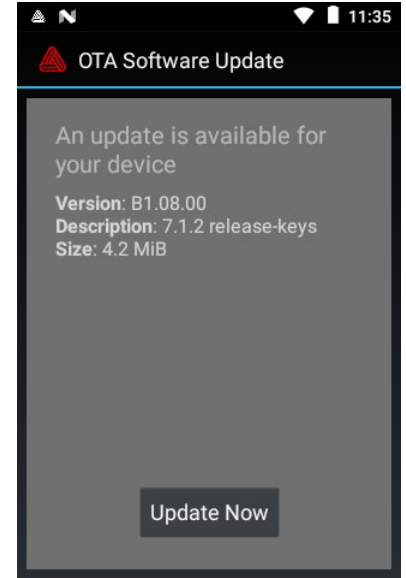 11:35
OTA Software Update
An update is available for
your device
Version: B1.08.00
Description: 7.1.2 release-keys
Size: 4.2 MiB
Update Now